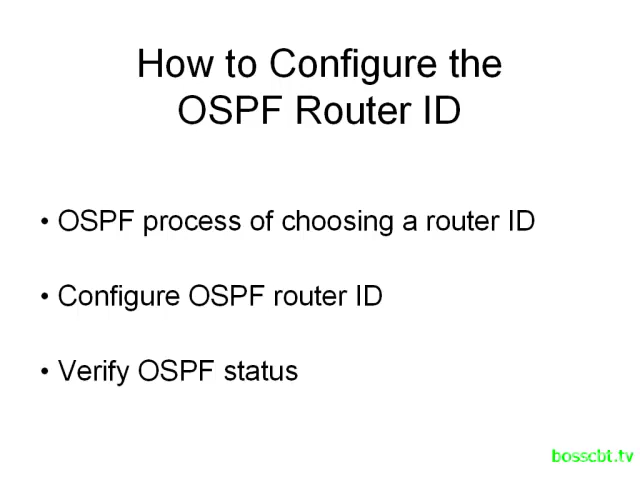 How to Configure the
OSPF Router ID
• OSPF process of choosing a router ID
• Configure OSPF router ID
• Verify OSPF status
bosscbt.tv